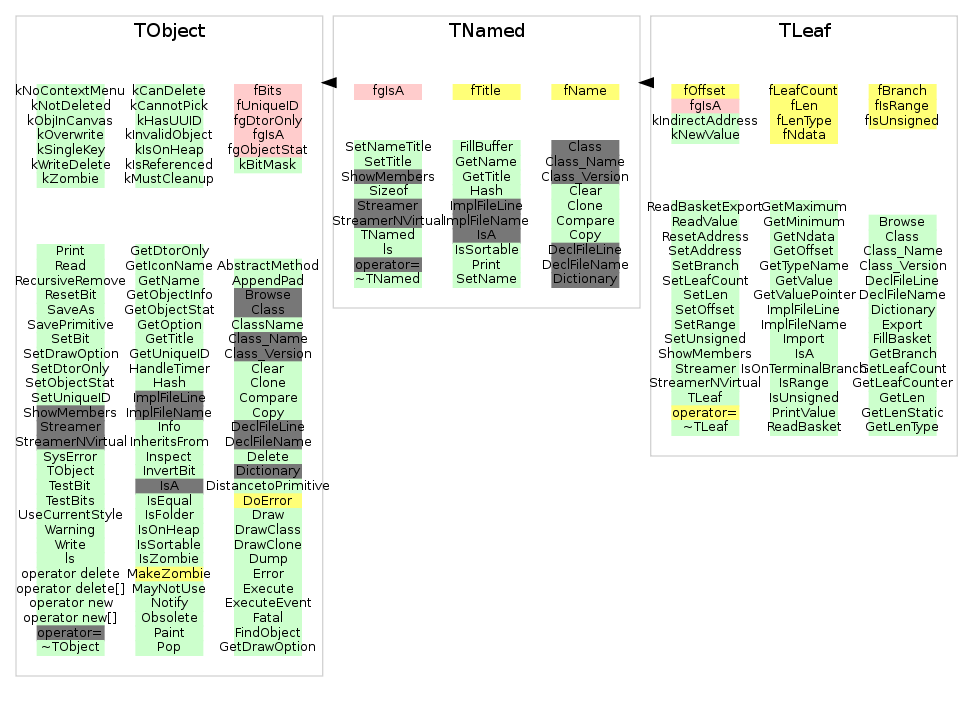 TObject
kNoContextMenu
kNotDeleted
kObjInCanvas
kOverwrite
kSingleKey
kWriteDelete
kZombie
kCanDelete
kCannotPick
kHasUUID
kInvalidObject
kIsOnHeap
kIsReferenced
kMustCleanup
fBits
fUniqueID
fgDtorOnly
fgIsA
fgObjectStat
kBitMask
Print
Read
RecursiveRemove
ResetBit
SaveAs
SavePrimitive
SetBit
SetDrawOption
SetDtorOnly
SetObjectStat
SetUniqueID
ShowMembers
Streamer
StreamerNVirtual
SysError
TObject
TestBit
TestBits
UseCurrentStyle
Warning
Write
ls
operator delete
operator delete[]
operator new
operator new[]
operator=
~TObject
GetDtorOnly
GetIconName
GetName
GetObjectInfo
GetObjectStat
GetOption
GetTitle
GetUniqueID
HandleTimer
Hash
ImplFileLine
ImplFileName
Info
InheritsFrom
Inspect
InvertBit
IsA
IsEqual
IsFolder
IsOnHeap
IsSortable
IsZombie
MakeZombie
MayNotUse
Notify
Obsolete
Paint
Pop
AbstractMethod
AppendPad
Browse
Class
ClassName
Class_Name
Class_Version
Clear
Clone
Compare
Copy
DeclFileLine
DeclFileName
Delete
Dictionary
DistancetoPrimitive
DoError
Draw
DrawClass
DrawClone
Dump
Error
Execute
ExecuteEvent
Fatal
FindObject
GetDrawOption
TNamed
fgIsA
fTitle
fName
SetNameTitle
SetTitle
ShowMembers
Sizeof
Streamer
StreamerNVirtual
TNamed
ls
operator=
~TNamed
FillBuffer
GetName
GetTitle
Hash
ImplFileLine
ImplFileName
IsA
IsSortable
Print
SetName
Class
Class_Name
Class_Version
Clear
Clone
Compare
Copy
DeclFileLine
DeclFileName
Dictionary
TLeaf
fOffset
fgIsA
kIndirectAddress
kNewValue
fLeafCount
fLen
fLenType
fNdata
fBranch
fIsRange
fIsUnsigned
ReadBasketExport
ReadValue
ResetAddress
SetAddress
SetBranch
SetLeafCount
SetLen
SetOffset
SetRange
SetUnsigned
ShowMembers
Streamer
StreamerNVirtual
TLeaf
operator=
~TLeaf
GetMaximum
GetMinimum
GetNdata
GetOffset
GetTypeName
GetValue
GetValuePointer
ImplFileLine
ImplFileName
Import
IsA
IsOnTerminalBranch
IsRange
IsUnsigned
PrintValue
ReadBasket
Browse
Class
Class_Name
Class_Version
DeclFileLine
DeclFileName
Dictionary
Export
FillBasket
GetBranch
GetLeafCount
GetLeafCounter
GetLen
GetLenStatic
GetLenType